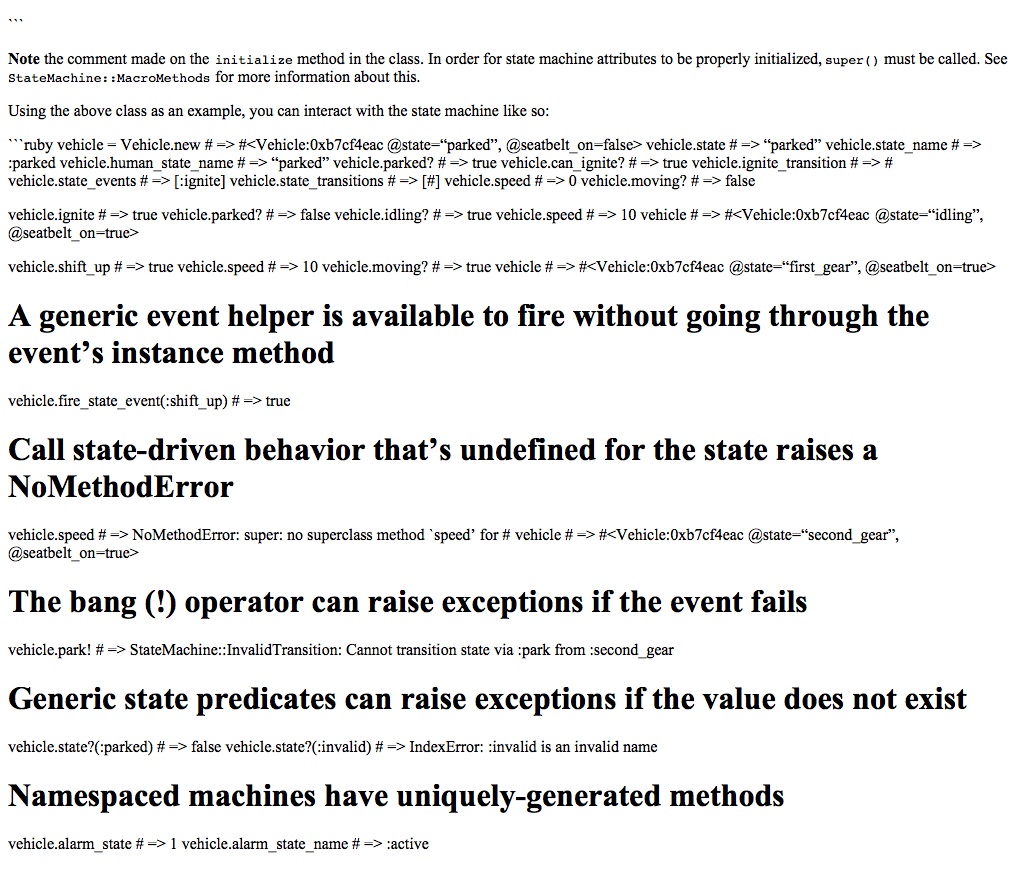 ```
Note the comment made on the initialize method in the class. In order for state machine attributes to be properly initialized, super() must be called. See
StateMachine::MacroMethods for more information about this.
Using the above class as an example, you can interact with the state machine like so:
```ruby vehicle = Vehicle.new # => #<Vehicle:0xb7cf4eac @state=“parked”, @seatbelt_on=false> vehicle.state # => “parked” vehicle.state_name # =>
:parked vehicle.human_state_name # => “parked” vehicle.parked? # => true vehicle.can_ignite? # => true vehicle.ignite_transition # => #
vehicle.state_events # => [:ignite] vehicle.state_transitions # => [#] vehicle.speed # => 0 vehicle.moving? # => false
vehicle.ignite # => true vehicle.parked? # => false vehicle.idling? # => true vehicle.speed # => 10 vehicle # => #<Vehicle:0xb7cf4eac @state=“idling”,
@seatbelt_on=true>
vehicle.shift_up # => true vehicle.speed # => 10 vehicle.moving? # => true vehicle # => #<Vehicle:0xb7cf4eac @state=“first_gear”, @seatbelt_on=true>
A generic event helper is available to fire without going through the
event’s instance method
vehicle.fire_state_event(:shift_up) # => true
Call state-driven behavior that’s undefined for the state raises a
NoMethodError
vehicle.speed # => NoMethodError: super: no superclass method `speed’ for # vehicle # => #<Vehicle:0xb7cf4eac @state=“second_gear”,
@seatbelt_on=true>
The bang (!) operator can raise exceptions if the event fails
vehicle.park! # => StateMachine::InvalidTransition: Cannot transition state via :park from :second_gear
Generic state predicates can raise exceptions if the value does not exist
vehicle.state?(:parked) # => false vehicle.state?(:invalid) # => IndexError: :invalid is an invalid name
Namespaced machines have uniquely-generated methods
vehicle.alarm_state # => 1 vehicle.alarm_state_name # => :active